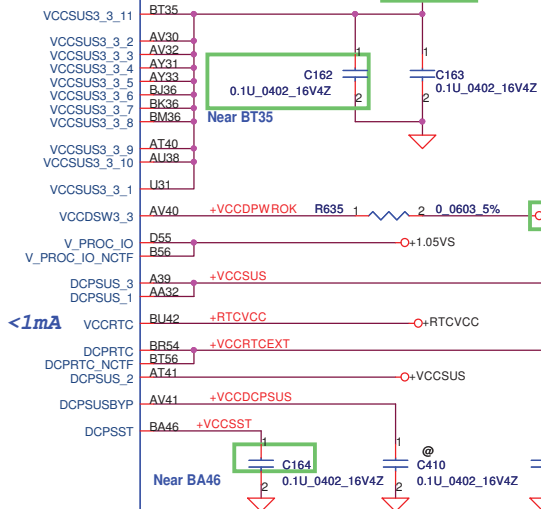 VCCSUS3_3_11 BT35
VCCSUS3_3_2 AV30
VCCSUS3_3_3 AV32
VCCSUS3_3_4 AY31
VCCSUS3_3_5 AY33
VCCSUS3_3_6 BJ36
VCCSUS3_3_7 BK36
VCCSUS3_3_8 BM36
1 1
C162 C163
0.1U_0402_16V4Z 0.1U_0402_16V4Z
2 2
Near BT35
VCCSUS3_3_9 AT40
VCCSUS3_3_10 AU38
VCCSUS3_3_1 U31
VCCDSW3_3 AV40 +VCCDPWROK R635 1 2 0_0603_5%
V_PROC_IO D55 +1.05VS
V_PROC_IO_NCTF B56
DCPSUS_3 A39 +VCCSUS
DCPSUS_1 AA32
<1mA VCCRTC BU42 +RTCVCC +RTCVCC
DCPRTC BR54 +VCCRTCEXT
DCPRTC_NCTF BT56
DCPSUS_2 AT41 +VCCSUS
DCPSUSBYP AV41 +VCCDCPSUS
DCPSST BA46 +VCCSST
1 1 @
C164 C410
Near BA46 0.1U_0402_16V4Z 0.1U_0402_16V4Z
2 2